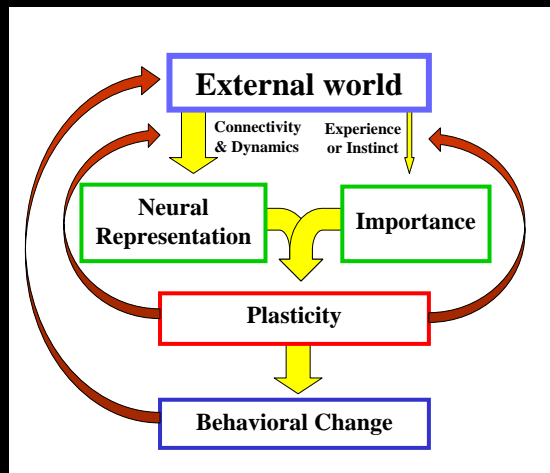 External world
Connectivity
& Dynamics
Experience
or Instinct
Neural
Representation
Importance
Plasticity
Behavioral Change